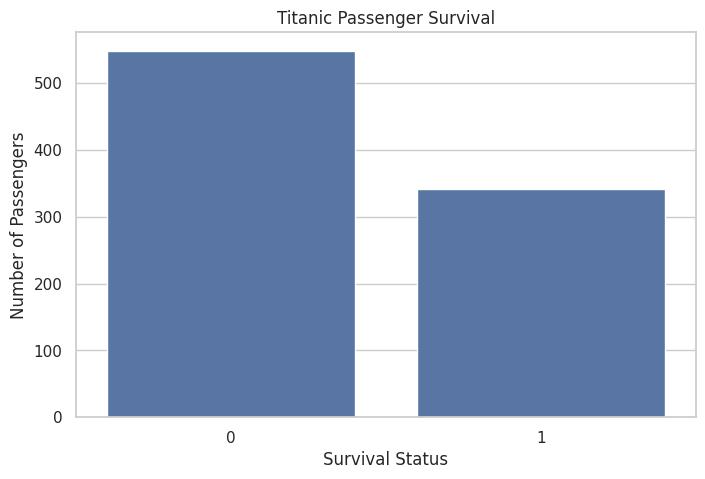 Titanic Passenger Survival
Number of Passengers
500
400
300
200
100
0
0 1
Survival Status